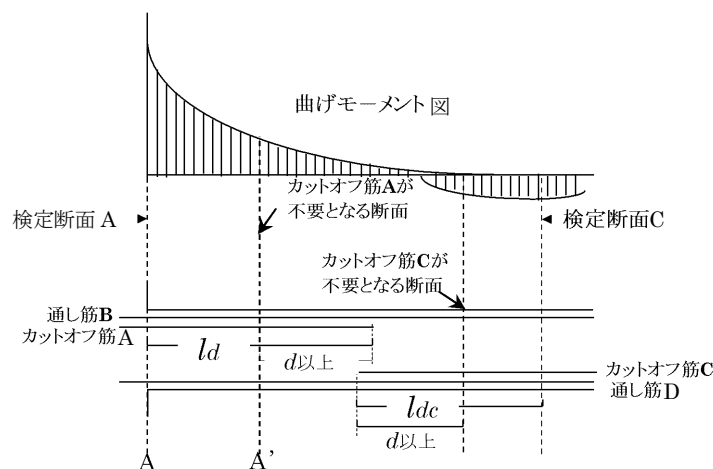 曲げモーメント図
カットオフ筋Aが
不要となる断面
検定断面 A
検定断面C
カットオフ筋Cが
不要となる断面
通し筋B
カットオフ筋A
ld
d以上
カットオフ筋C
通し筋D
ldc
d以上
A
A'